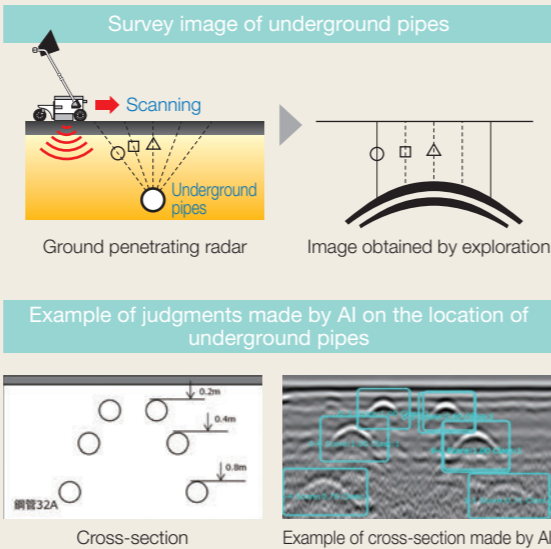 Survey image of underground pipes
Scanning
Underground
pipes
Ground penetrating radar
Image obtained by exploration
Example of judgments made by AI on the location of
underground pipes
0.2m
0.4m
0.8m
鋼管32A
Cross-section
Example of cross-section made by AI